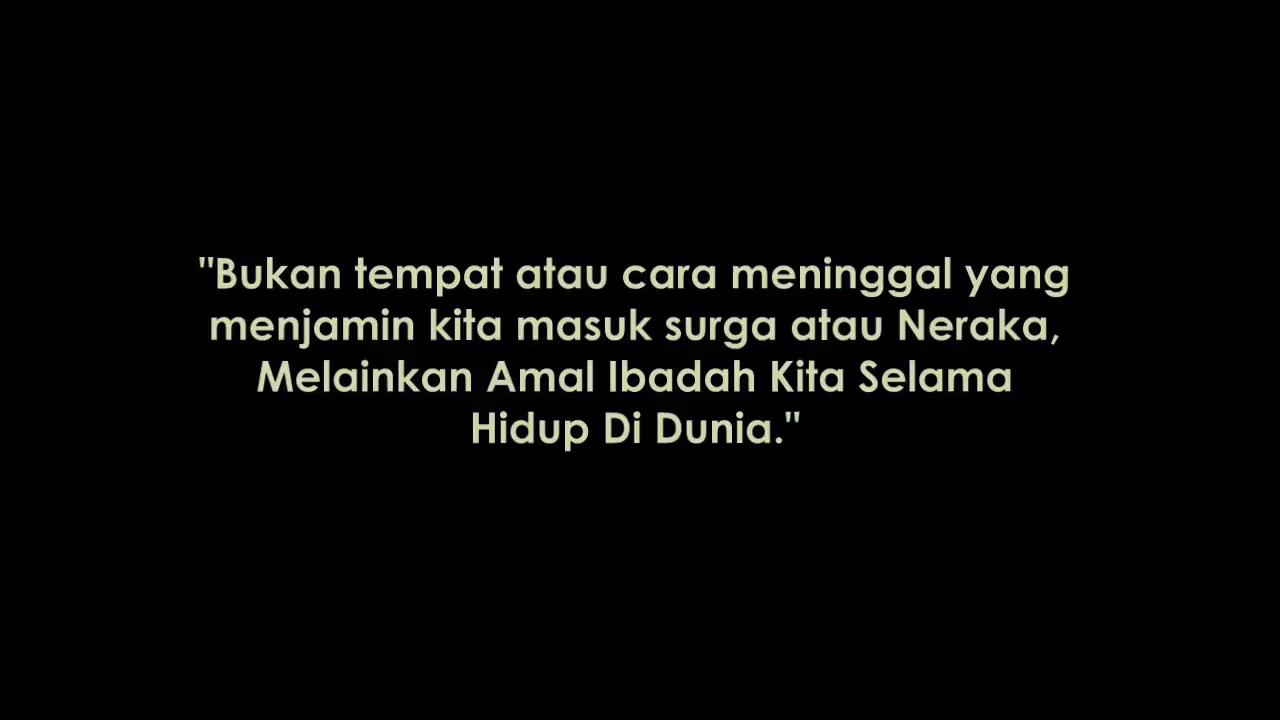 "Bukan tempat atau cara meninggal yang
menjamin kita masuk surga atau Neraka,
Melainkan Amal Ibadah Kita Selama
Hidup Di Dunia."